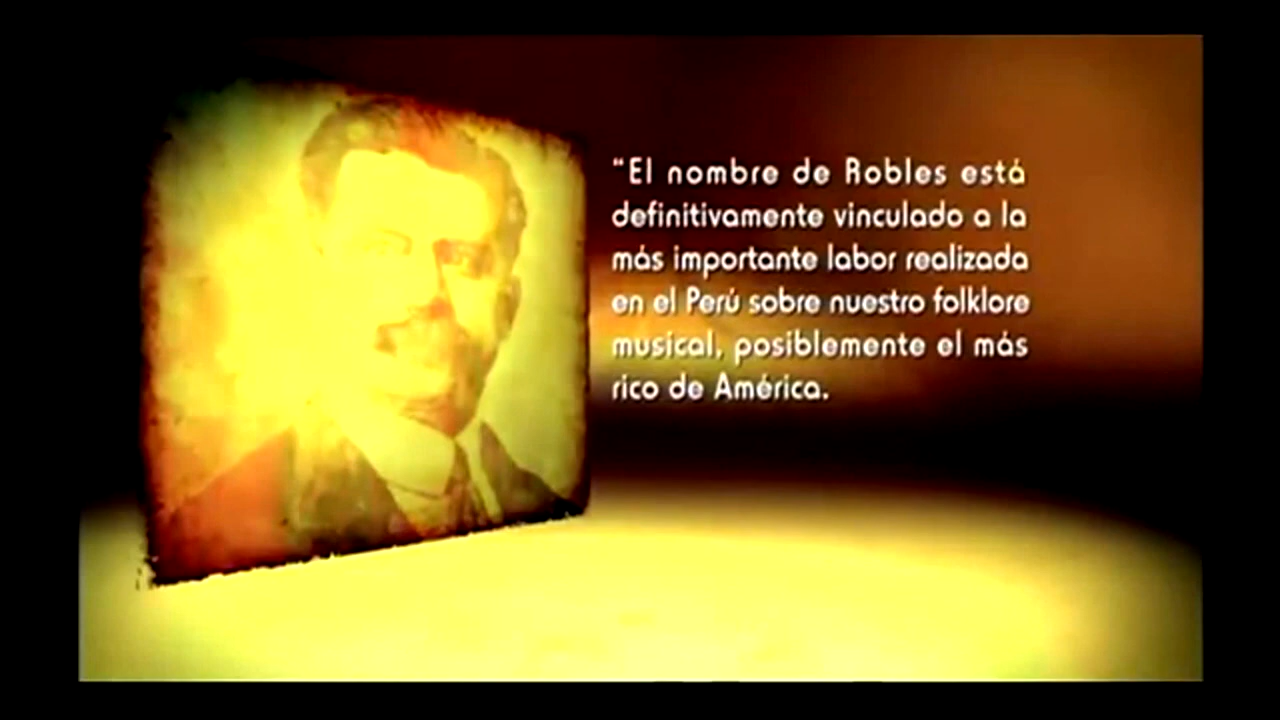 “El nombre de Robles está
definitivamente vinculado a la
más importante labor realizada
en el Perú sobre nuestro folklore
musical, posiblemente el más
rico de América.